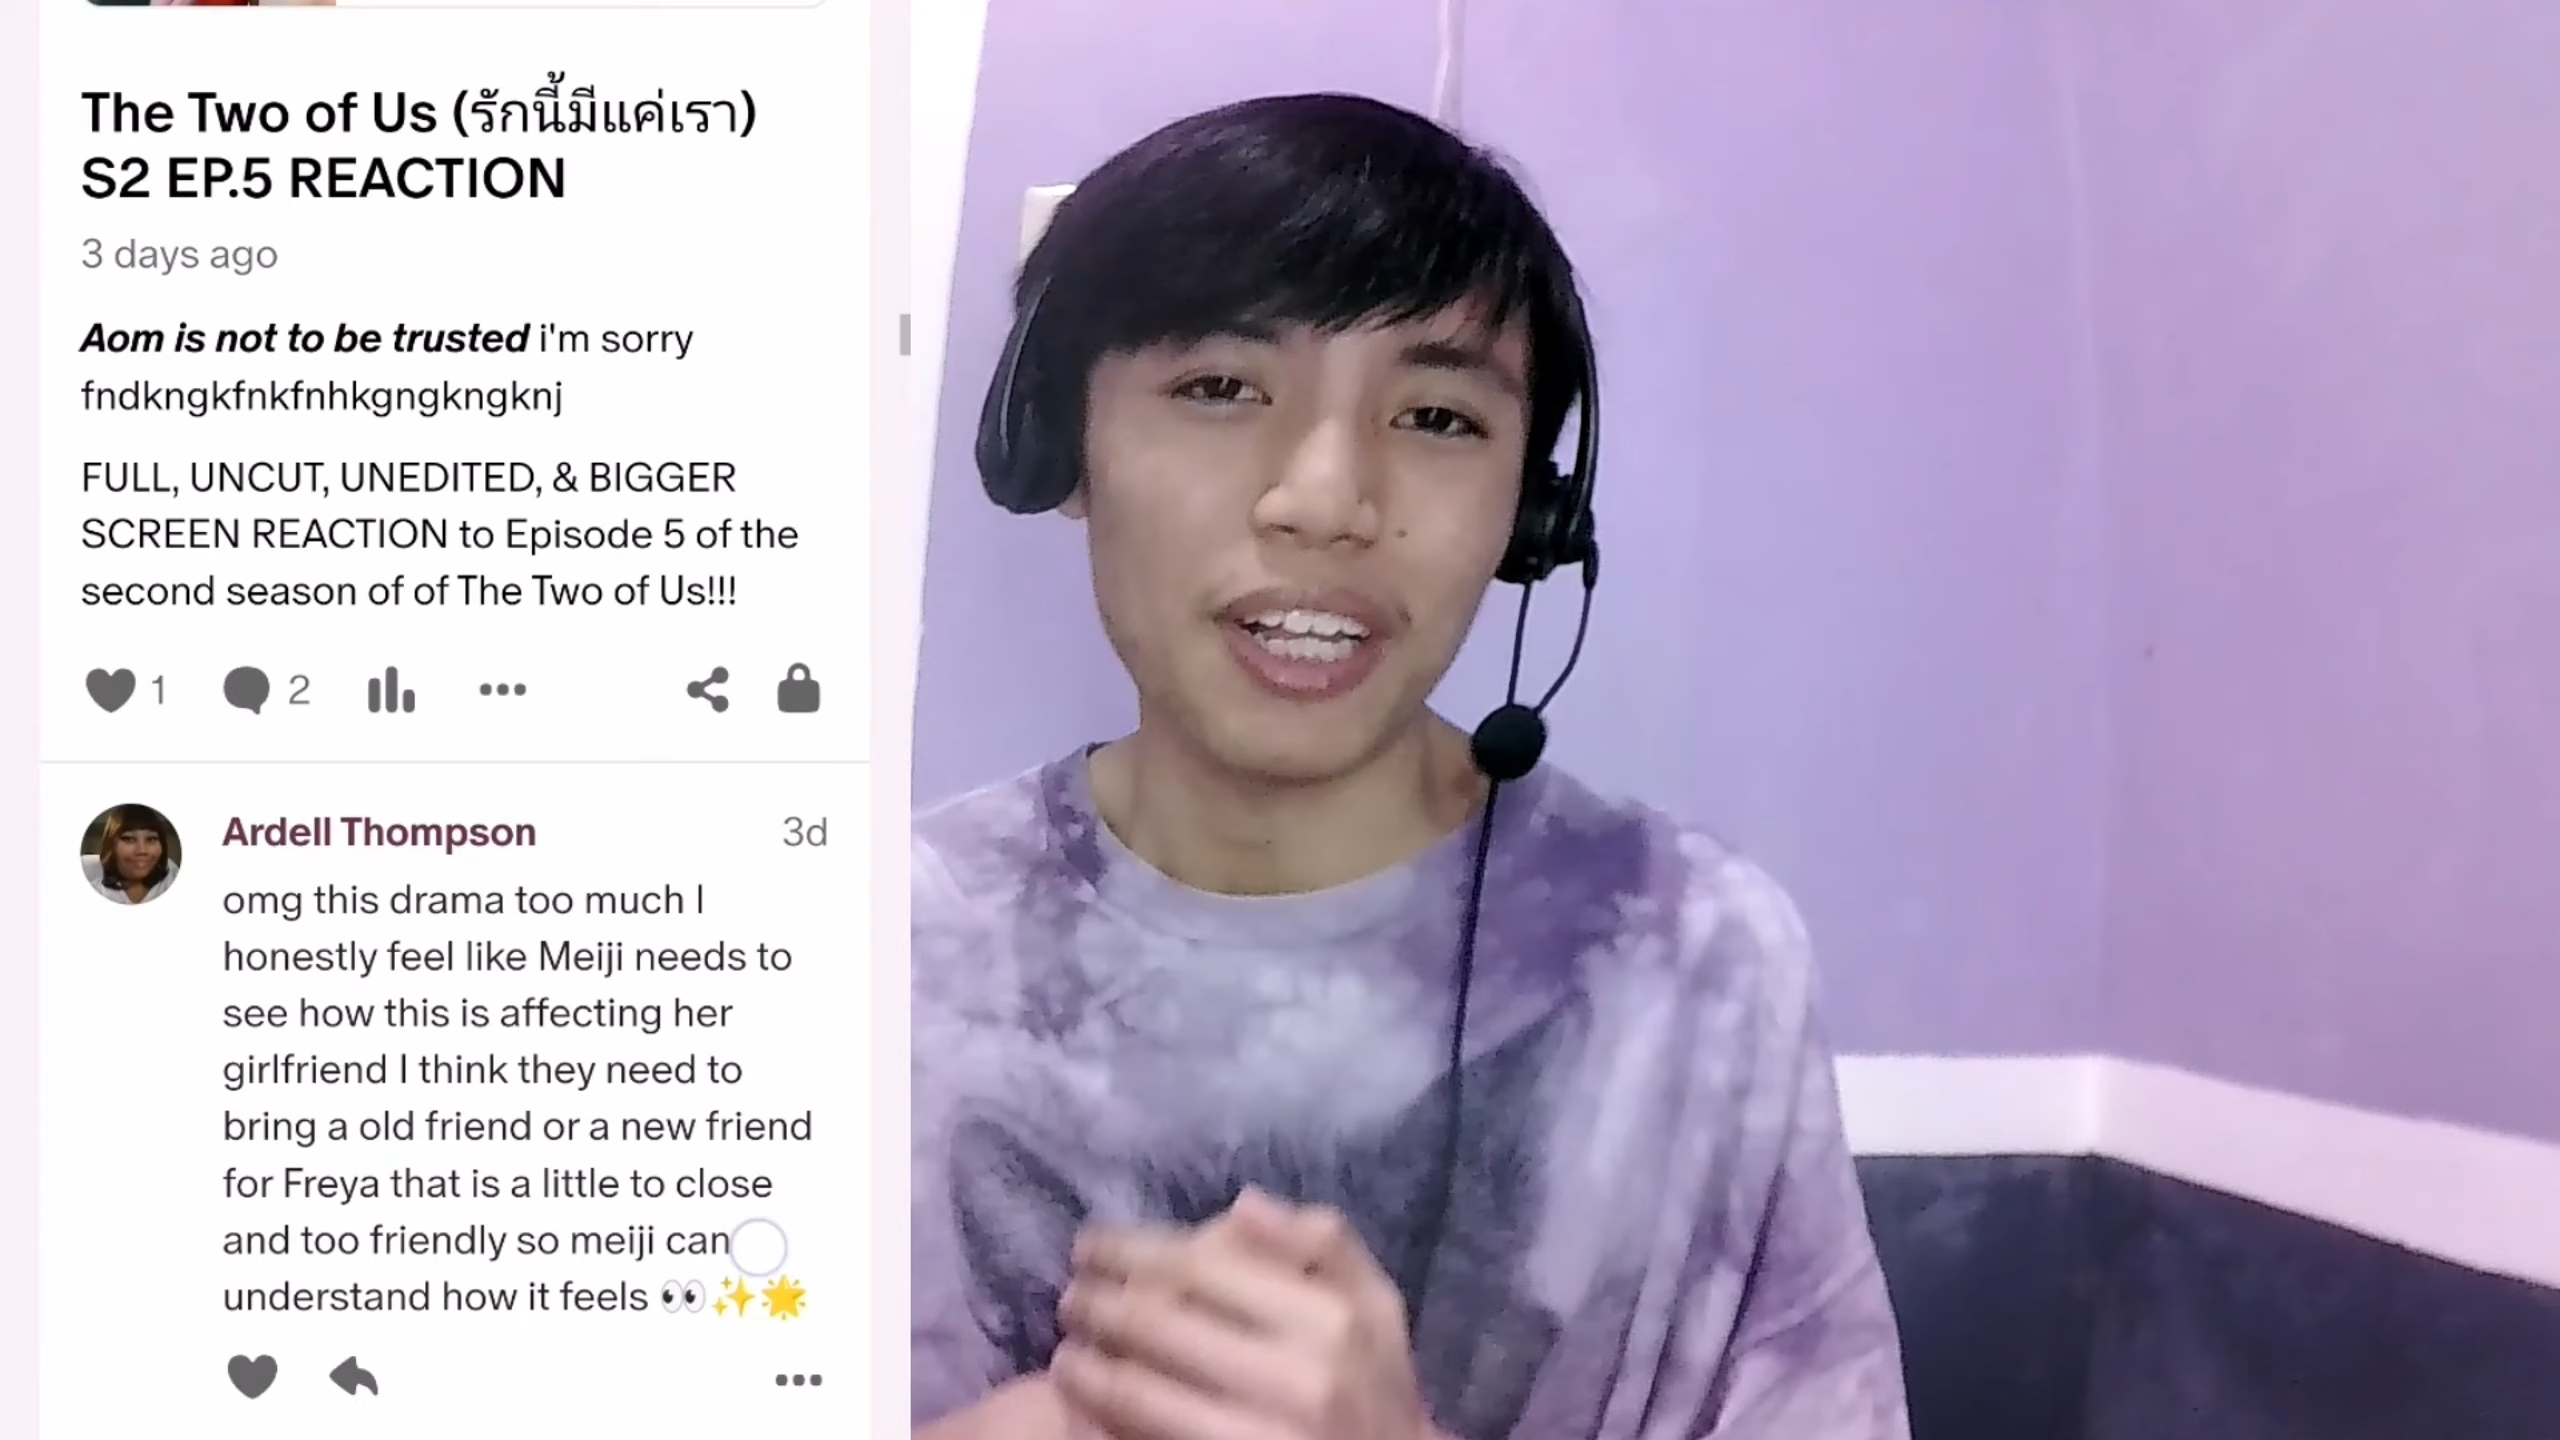 The Two of Us (รักนี้มีแค่เรา)
S2 EP.5 REACTION
3 days ago
Aom is not to be trusted i'm sorry
fndkngkfnkfnhkgngkngknj
FULL, UNCUT, UNEDITED, & BIGGER
SCREEN REACTION to Episode 5 of the
second season of of The Two of Us!!!
1 2
Ardell Thompson 3d
omg this drama too much I
honestly feel like Meiji needs to
see how this is affecting her
girlfriend I think they need to
bring a old friend or a new friend
for Freya that is a little to close
and too friendly so meiji can
understand how it feels 👀✨🌟